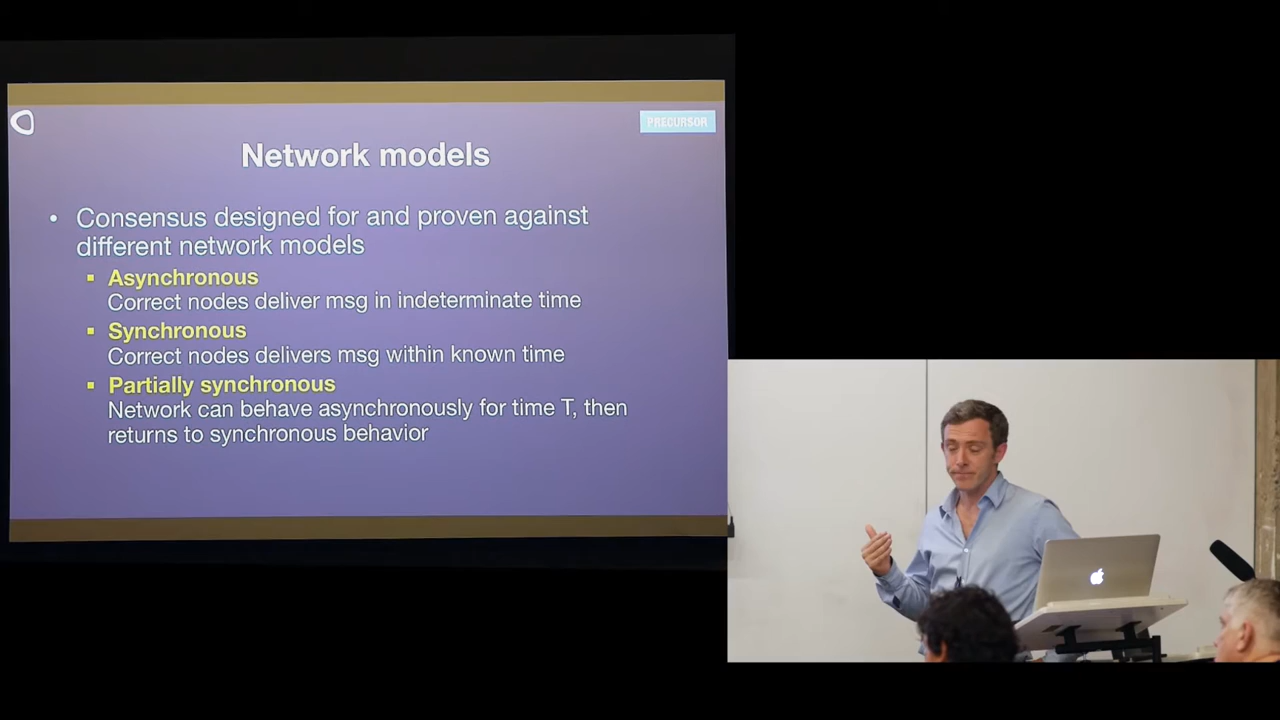 PRECURSOR
Network models
• Consensus designed for and proven against
different network models
▪ Asynchronous
Correct nodes deliver msg in indeterminate time
▪ Synchronous
Correct nodes delivers msg within known time
▪ Partially synchronous
Network can behave asynchronously for time T, then
returns to synchronous behavior